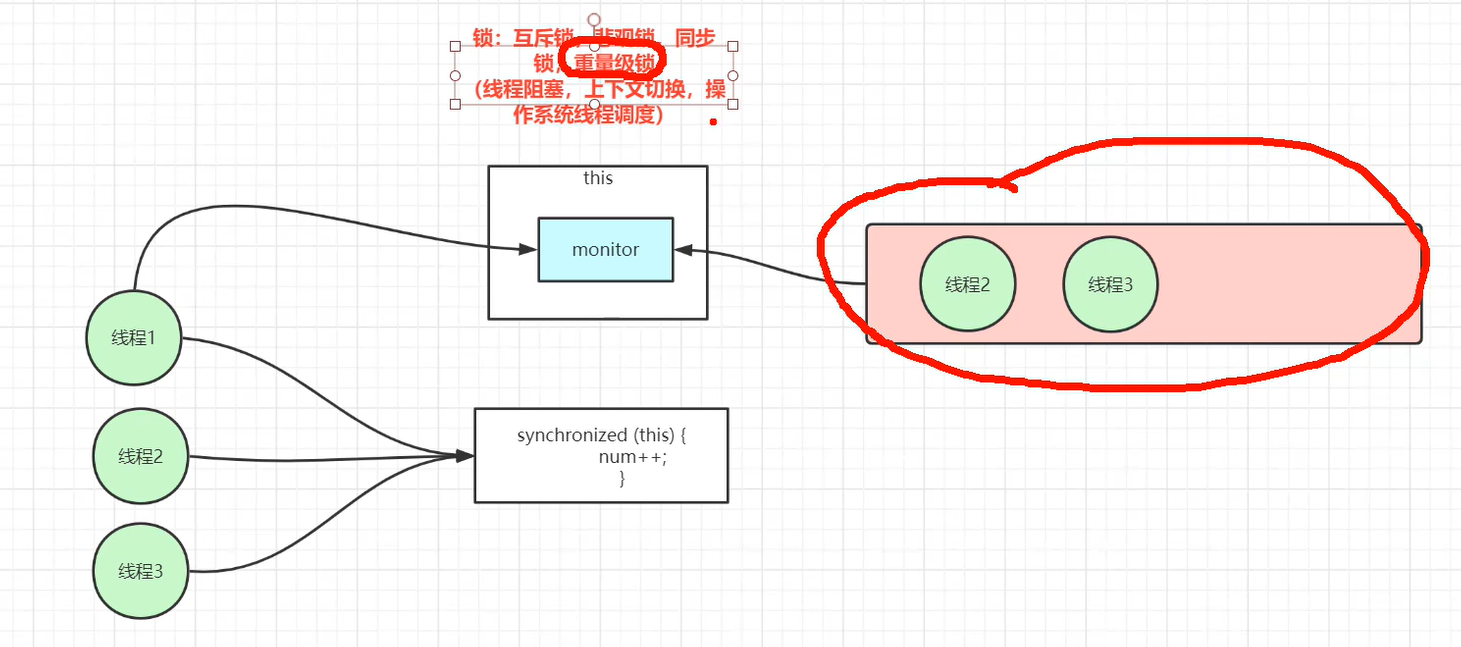 锁：互斥锁，悲观锁，同步
锁，重量级锁
（线程阻塞，上下文切换，操
作系统线程调度）
this
monitor
线程2
线程3
线程1
线程2
线程3
synchronized (this) {
num++;
}